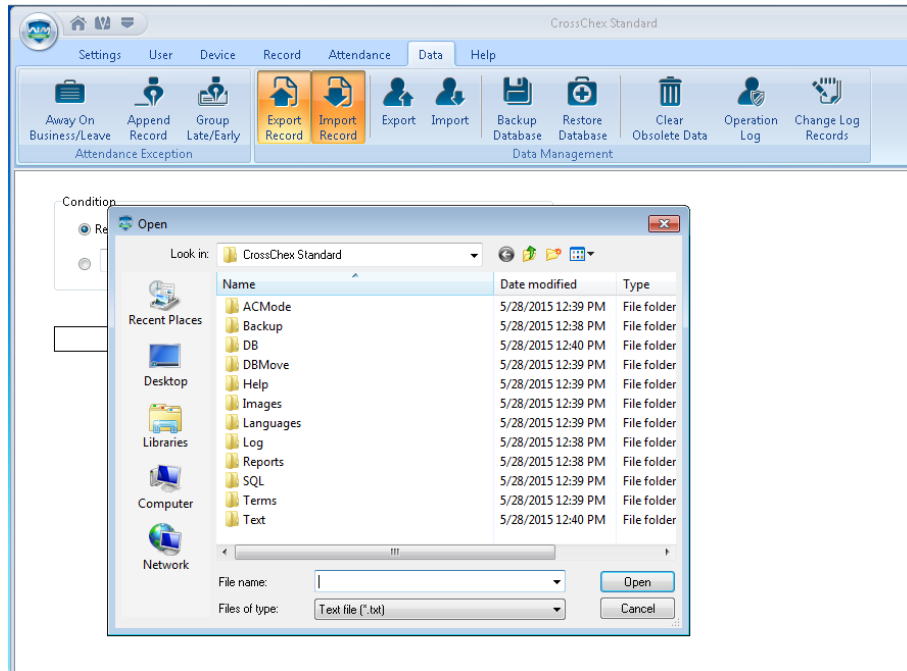 CrossChex Standard
Settings User Device Record Attendance Data Help
Away On Business/Leave
Append Record
Group Late/Early
Export Record
Import Record
Export
Import
Backup Database
Restore Database
Clear Obsolete Data
Operation Log
Change Log Records
Attendance Exception
Data Management
Condition
Re
Open
Look in: CrossChex Standard
Name Date modified Type
ACMode 5/28/2015 12:39 PM File folder
Backup 5/28/2015 12:38 PM File folder
DB 5/28/2015 12:40 PM File folder
DBMove 5/28/2015 12:39 PM File folder
Help 5/28/2015 12:39 PM File folder
Images 5/28/2015 12:39 PM File folder
Languages 5/28/2015 12:39 PM File folder
Log 5/28/2015 12:38 PM File folder
Reports 5/28/2015 12:38 PM File folder
SQL 5/28/2015 12:39 PM File folder
Terms 5/28/2015 12:39 PM File folder
Text 5/28/2015 12:40 PM File folder
Recent Places
Desktop
Libraries
Computer
Network
File name:
Open
Files of type: Text file (*.txt)
Cancel